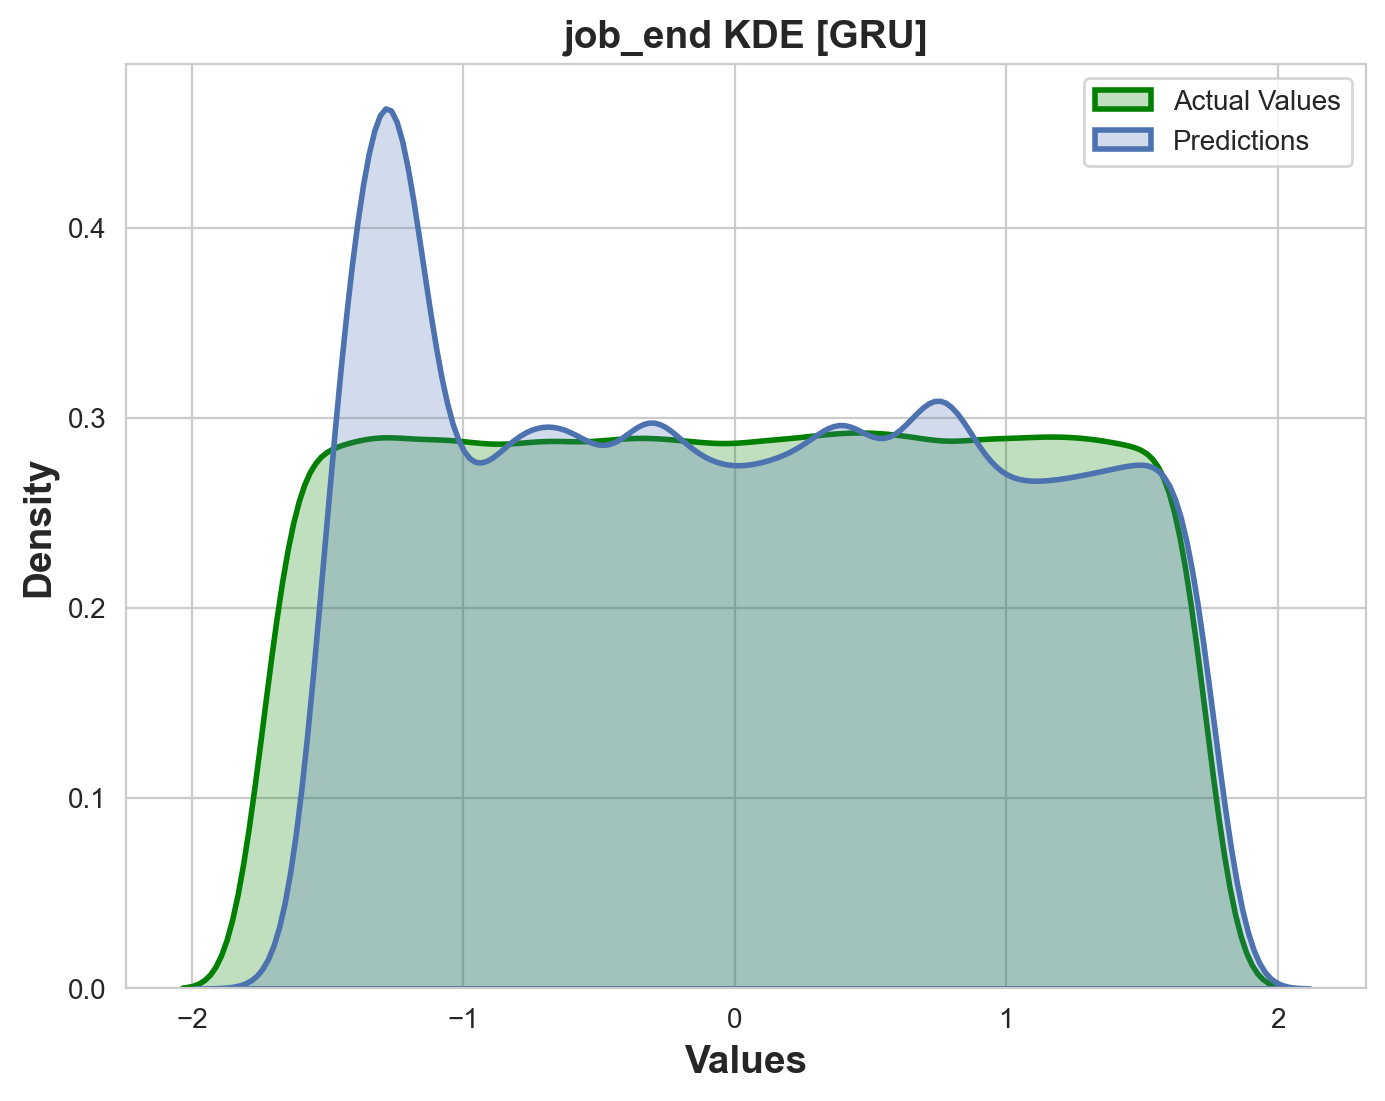 job_end KDE [GRU]
Actual Values
Predictions
Density
0.4
0.3
0.2
0.1
0.0
−2
−1
0
1
2
Values